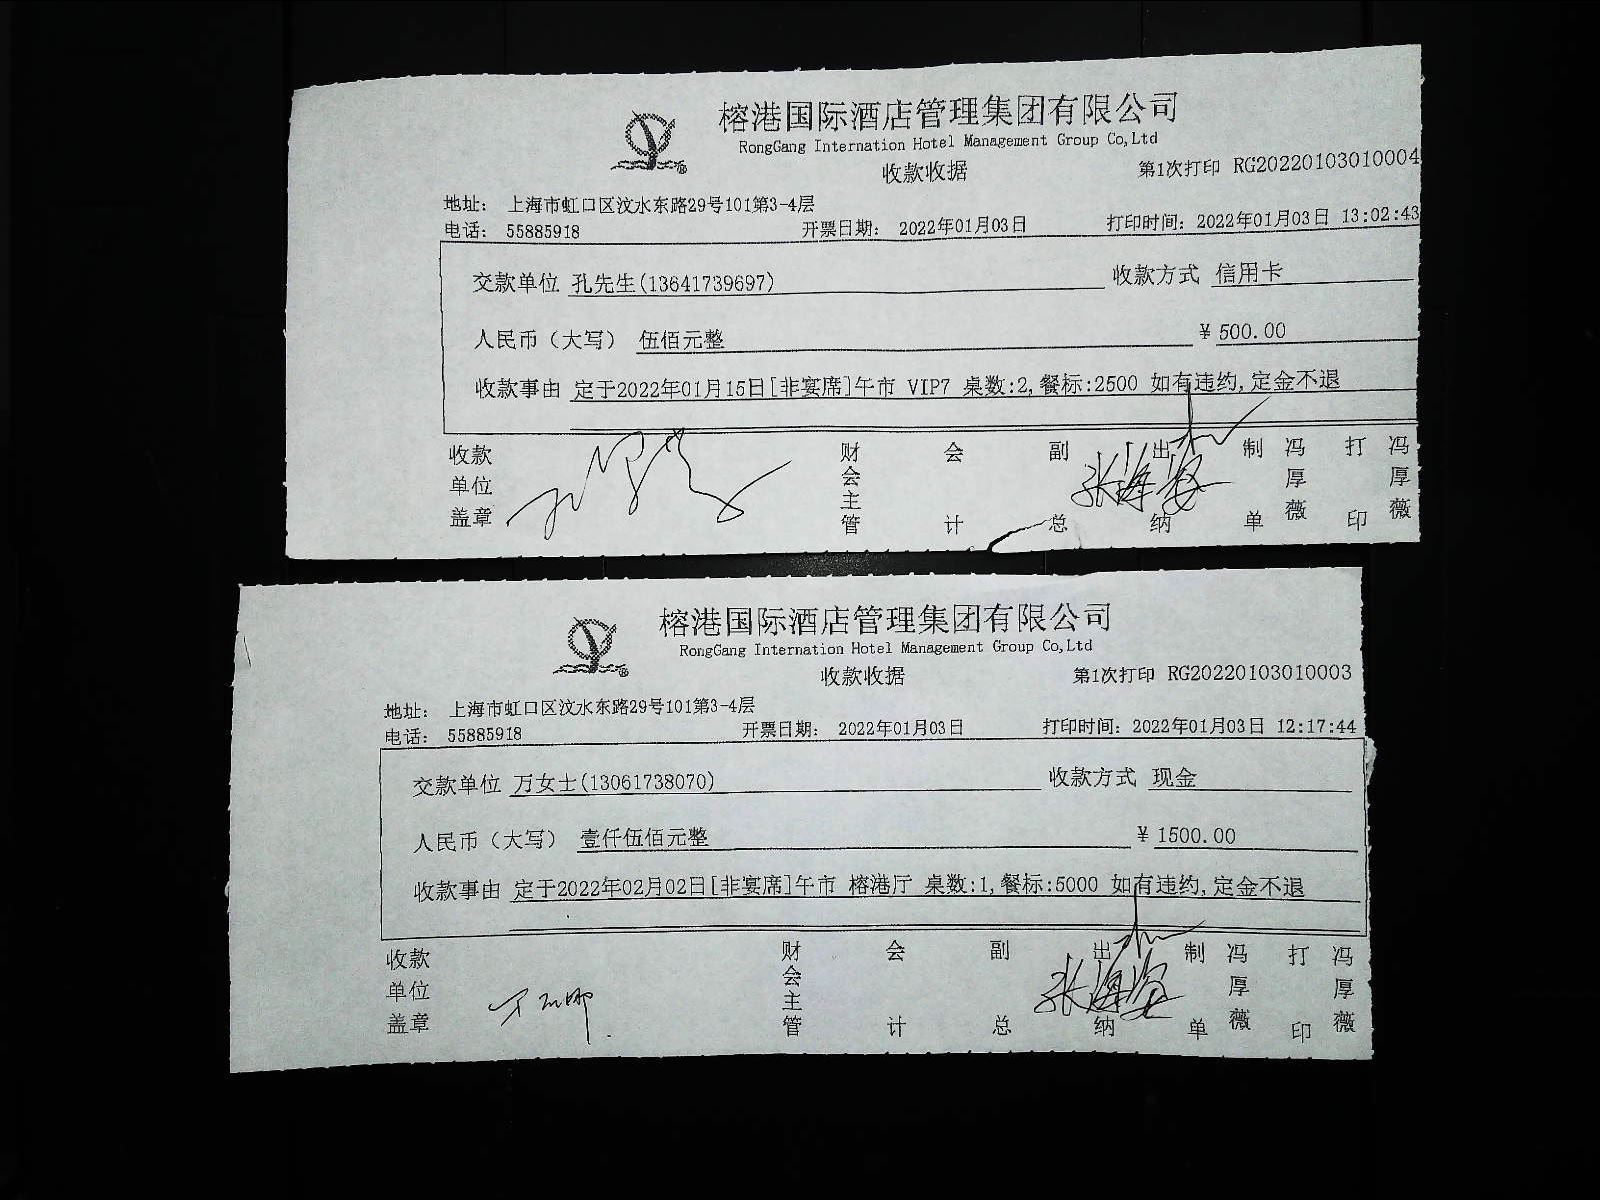 榕港国际酒店管理集团有限公司
RongGang Internation Hotel Management Group Co,Ltd
收款收据
第1次打印 RG20220103010004
地址： 上海市虹口区汶水东路29号101第3-4层
电话： 55885918 开票日期： 2022年01月03日 打印时间：2022年01月03日 13:02:43
交款单位 孔先生(13641739697) 收款方式 信用卡
人民币（大写） 伍佰元整 ￥500.00
收款事由 定于2022年01月15日[非宴席]午市 VIP7 桌数:2,餐标:2500 如有违约,定金不退
收款单位盖章 财会主管 会计 副总 出纳 张海 制单 冯厚薇 打印 冯厚薇
榕港国际酒店管理集团有限公司
RongGang Internation Hotel Management Group Co,Ltd
收款收据
第1次打印 RG20220103010003
地址： 上海市虹口区汶水东路29号101第3-4层
电话： 55885918 开票日期： 2022年01月03日 打印时间：2022年01月03日 12:17:44
交款单位 万女士(13061738070) 收款方式 现金
人民币（大写） 壹仟伍佰元整 ￥1500.00
收款事由 定于2022年02月02日[非宴席]午市 榕港厅 桌数:1,餐标:5000 如有违约,定金不退
收款单位盖章 财会主管 会计 副总 出纳 张海 制单 冯厚薇 打印 冯厚薇